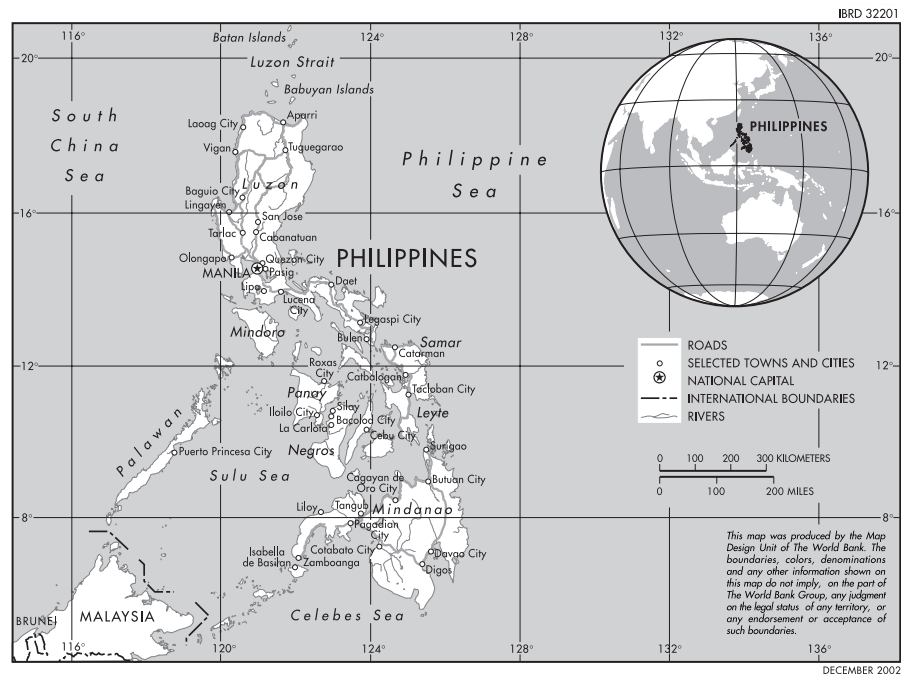 IBRD 32201
116°
124°
128°
132°
136°
Batan Islands
20°
20°
Luzon Strait
Babuyan Islands
South
China
Sea
Aparri
Laoag City
Vigan
Tuguegarao
PHILIPPINES
Philippine
Sea
Luzon
Baguio City
Lingayen
16°
16°
San Jose
Tarlac
Cabanatuan
Olongapo
Quezon City
MANILA
Pasig
PHILIPPINES
Lipa
Daet
Lucena
City
Legaspi City
Mindoro
Bulen
Samar
Catarman
ROADS
SELECTED TOWNS AND CITIES
NATIONAL CAPITAL
INTERNATIONAL BOUNDARIES
RIVERS
12°
12°
Roxas
City
Catbalogan
Tacloban City
Panay
Silay
Iloilo City
Bacolod City
La Carlota
Leyte
Cebu City
Negros
Palawan
Puerto Princesa City
Surigao
Sulu Sea
0 100 200 300 KILOMETERS
0 100 200 MILES
Cagayan de
Oro City
Butuan City
Liloy
Tangub
Mindanao
8°
8°
Pagadian
City
Cotabato City
Isabella
de Basilan
Zamboanga
Davao City
Digos
Celebes Sea
BRUNEI
MALAYSIA
This map was produced by the Map
Design Unit of The World Bank. The
boundaries, colors, denominations
and any other information shown on
this map do not imply, on the part of
The World Bank Group, any judgment
on the legal status of any territory, or
any endorsement or acceptance of
such boundaries.
116°
120°
124°
128°
132°
136°
DECEMBER 2002